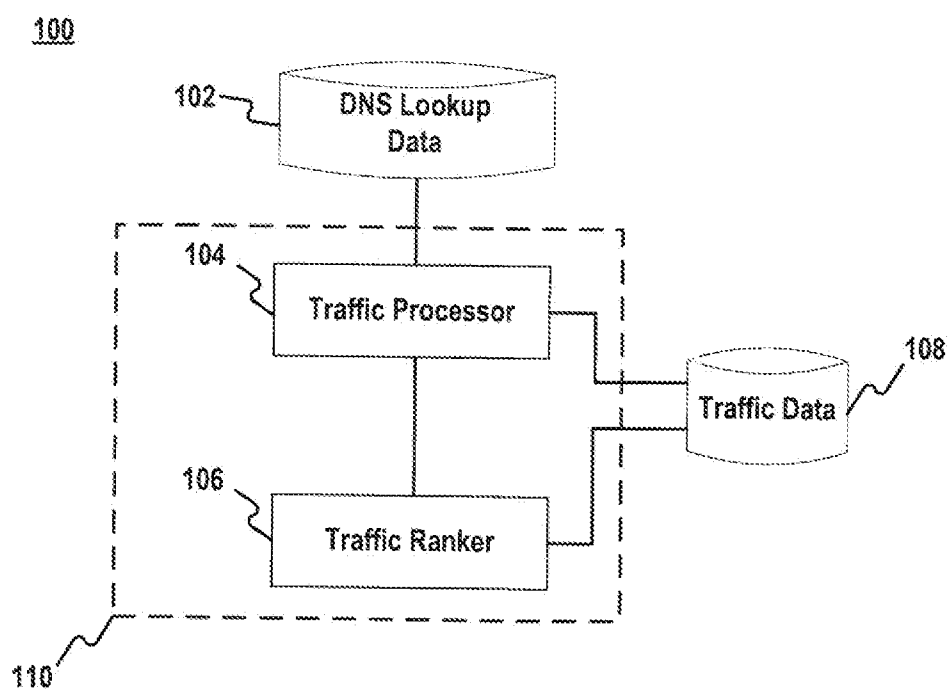 100
102
DNS Lookup
Data
104
Traffic Processor
108
Traffic Data
106
Traffic Ranker
110